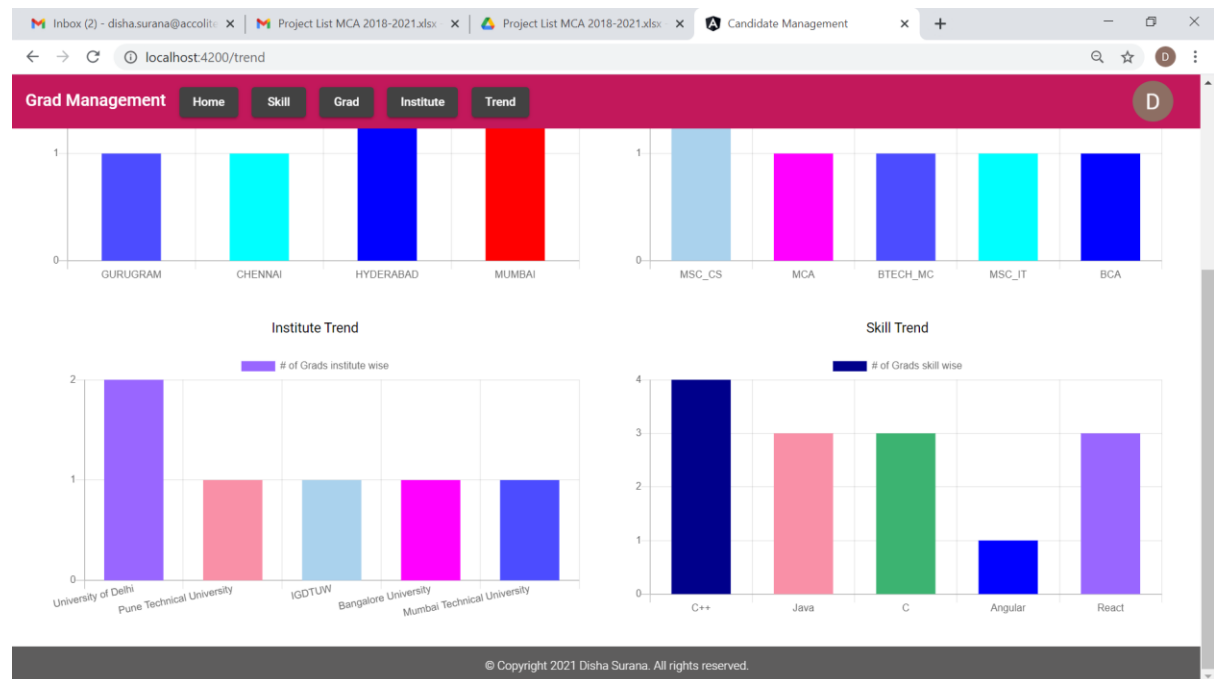 Inbox (2) - disha.surana@accolite
Project List MCA 2018-2021.xlsx -
Project List MCA 2018-2021.xlsx -
Candidate Management
localhost:4200/trend
D
Grad Management Home Skill Grad Institute Trend
D
1
0
GURUGRAM CHENNAI HYDERABAD MUMBAI
1
0
MSC_CS MCA BTECH_MC MSC_IT BCA
Institute Trend
# of Grads institute wise
2
1
0
University of Delhi Pune Technical University IGDTUW Bangalore University Mumbai Technical University
Skill Trend
# of Grads skill wise
4
3
2
1
0
C++ Java C Angular React
© Copyright 2021 Disha Surana. All rights reserved.